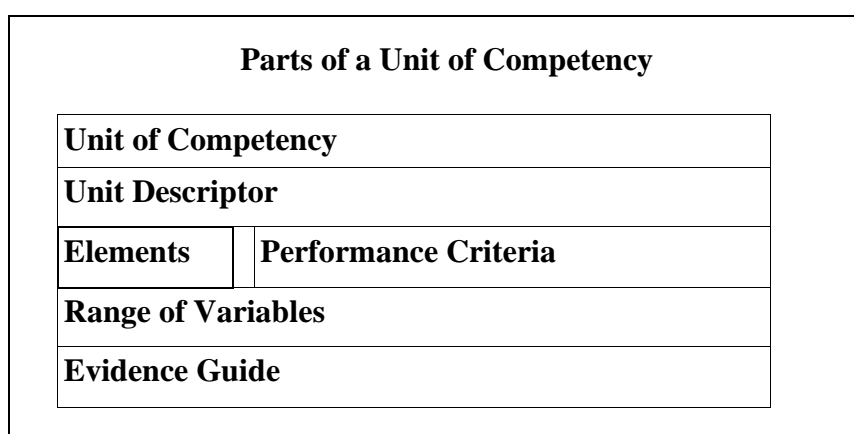 Parts of a Unit of Competency
Unit of Competency
Unit Descriptor
Elements Performance Criteria
Range of Variables
Evidence Guide